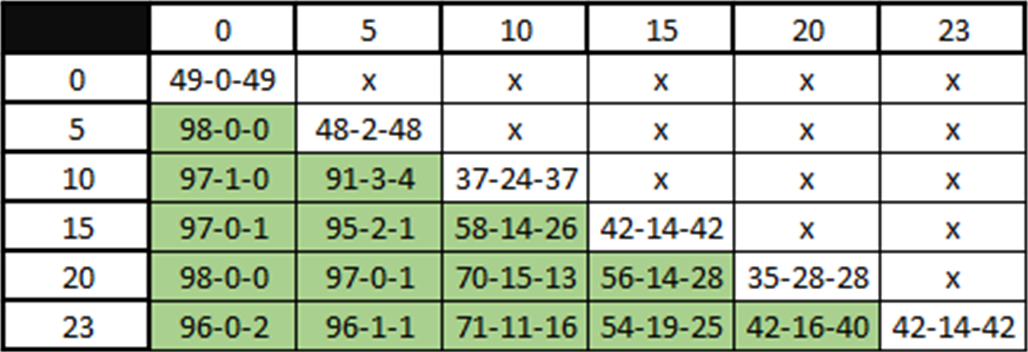 0 5 10 15 20 23
0 49-0-49 x x x x x
5 98-0-0 48-2-48 x x x x
10 97-1-0 91-3-4 37-24-37 x x x
15 97-0-1 95-2-1 58-14-26 42-14-42 x x
20 98-0-0 97-0-1 70-15-13 56-14-28 35-28-28 x
23 96-0-2 96-1-1 71-11-16 54-19-25 42-16-40 42-14-42